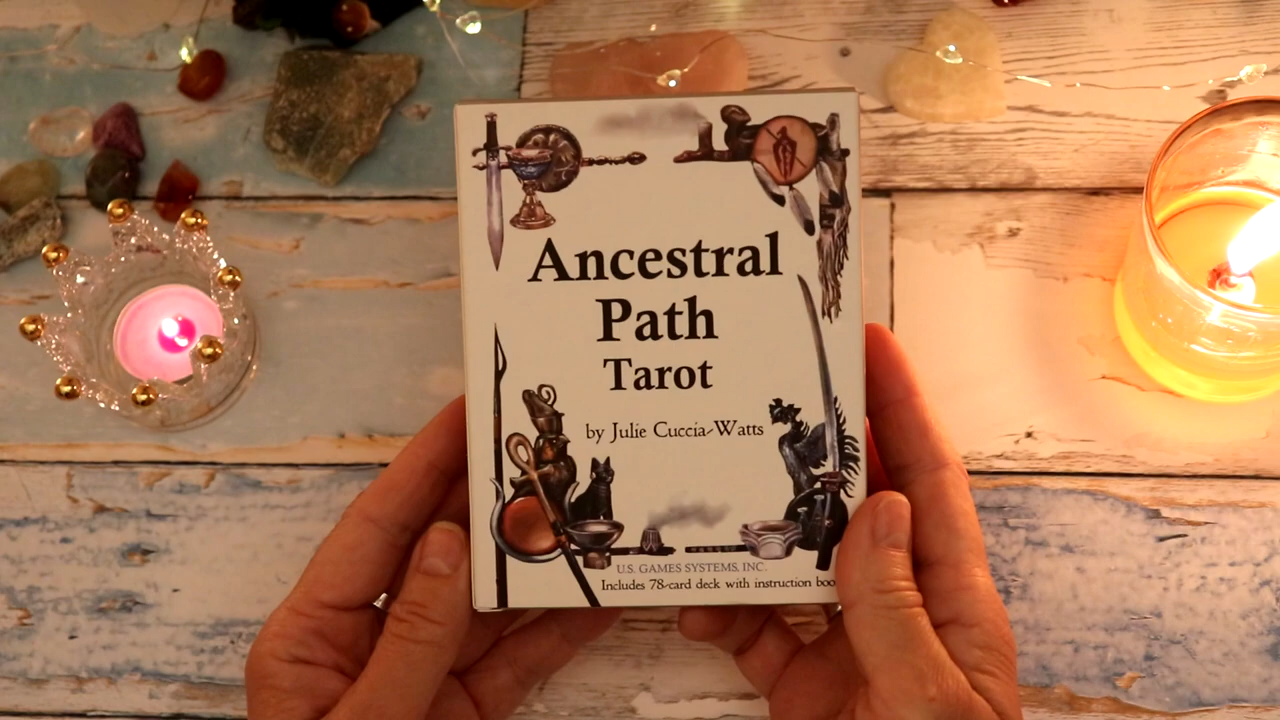 Ancestral
Path
Tarot
by Julie Cuccia-Watts
U.S. GAMES SYSTEMS, INC.
Includes 78-card deck with instruction boo